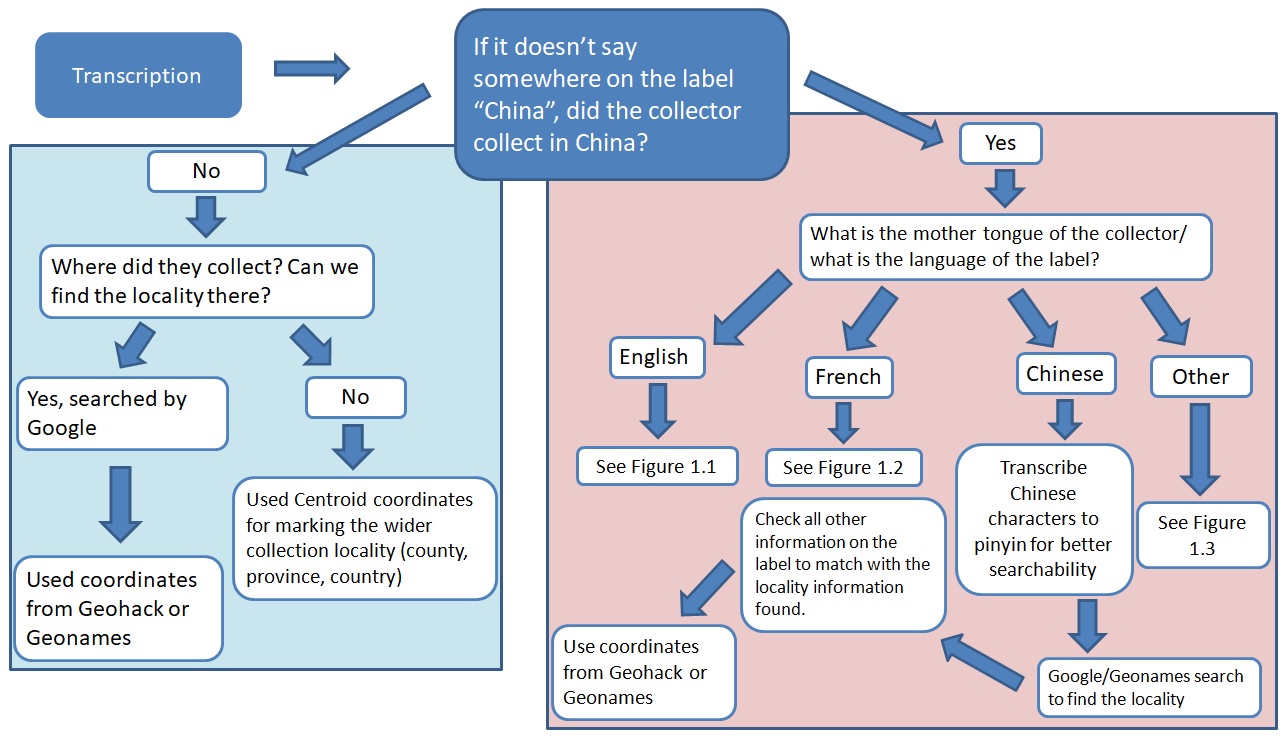 Transcription
If it doesn’t say
somewhere on the label
“China”, did the collector
collect in China?
No
Where did they collect? Can we
find the locality there?
Yes, searched by
Google
Used coordinates
from Geohack or
Geonames
No
Used Centroid coordinates
for marking the wider
collection locality (county,
province, country)
Yes
What is the mother tongue of the collector/
what is the language of the label?
English
See Figure 1.1
French
See Figure 1.2
Chinese
Transcribe
Chinese
characters to
pinyin for better
searchability
Google/Geonames search
to find the locality
Check all other
information on the
label to match with the
locality information
found.
Use coordinates
from Geohack or
Geonames
Other
See Figure
1.3